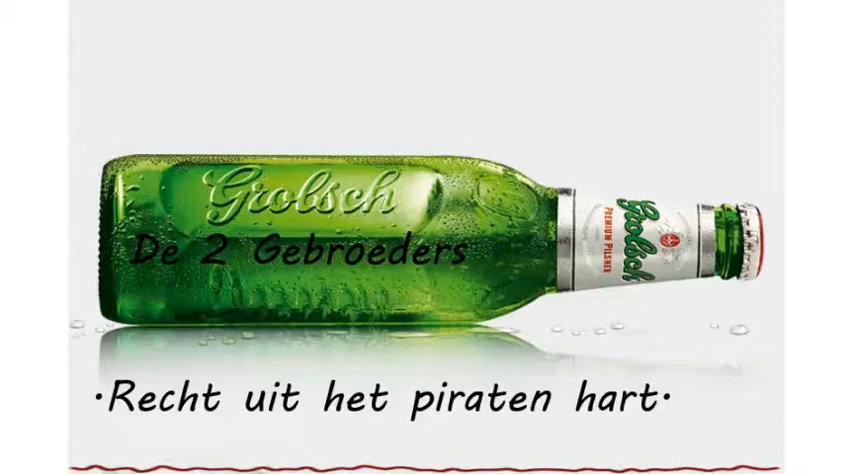 Grolsch
Grolsch
PREMIUM PILSNER
De 2 Gebroeders
·Recht uit het piraten hart·